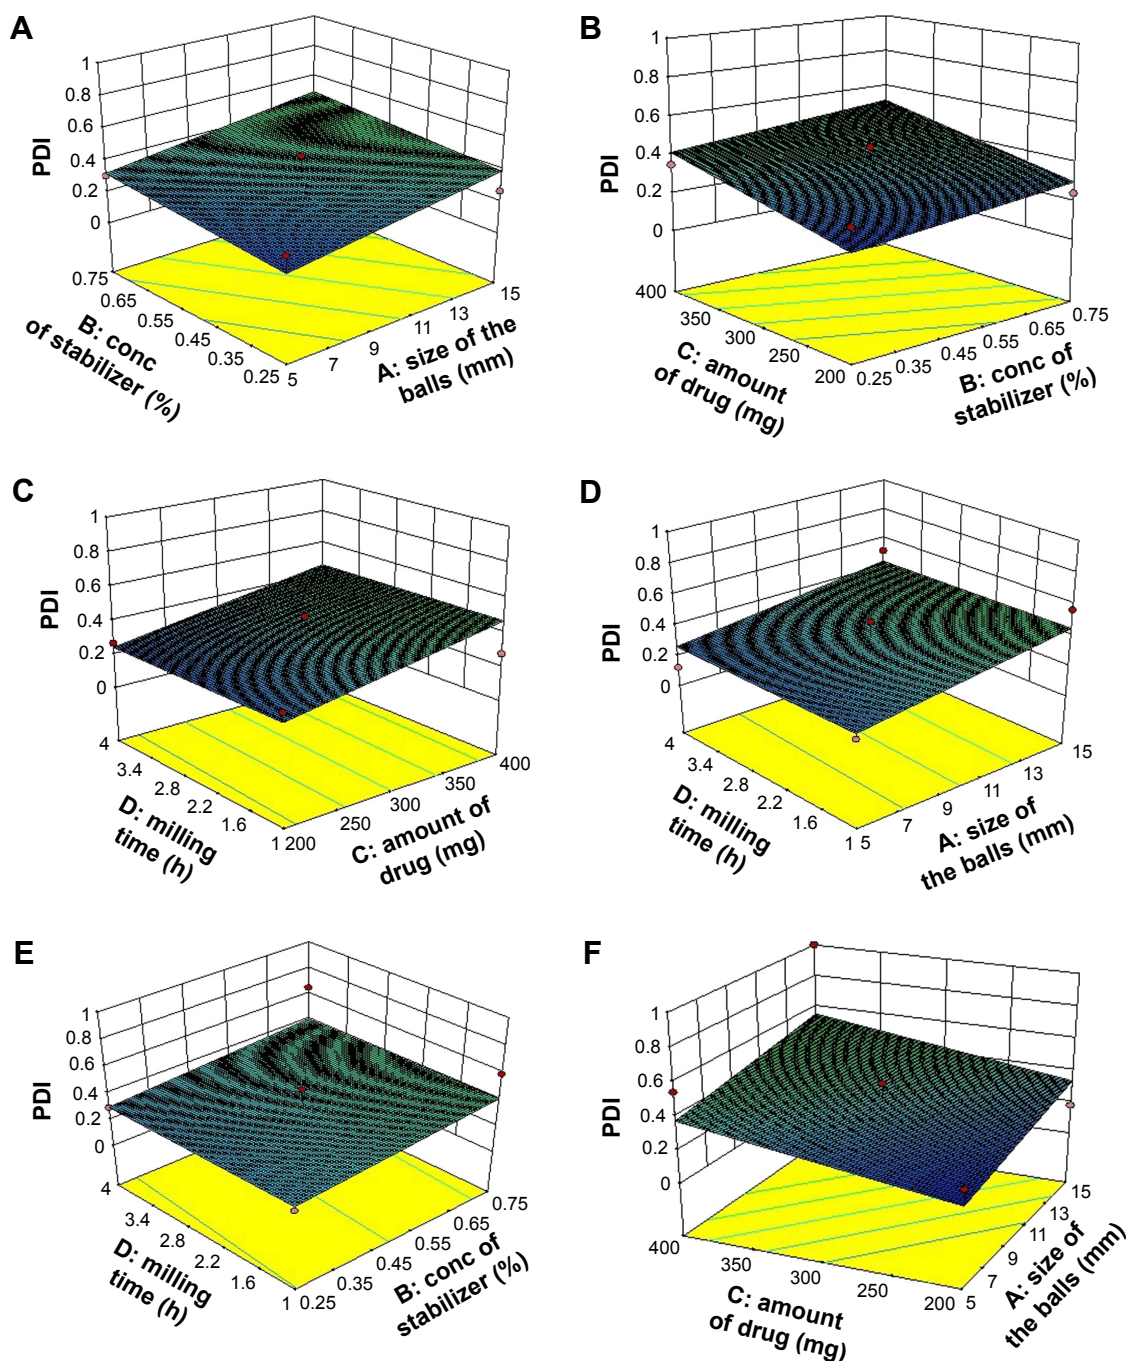 A
1
0.8
0.6
0.4
0.2
0
PDI
0.75
0.65
0.55
0.45
0.35
0.25
B: conc
of stabilizer (%)
5
7
9
11
13
15
A: size of the
balls (mm)
B
1
0.8
0.6
0.4
0.2
0
PDI
400
350
300
250
200
C: amount
of drug (mg)
0.25
0.35
0.45
0.55
0.65
0.75
B: conc of
stabilizer (%)
C
1
0.8
0.6
0.4
0.2
0
PDI
4
3.4
2.8
2.2
1.6
1
D: milling
time (h)
200
250
300
350
400
C: amount of
drug (mg)
D
1
0.8
0.6
0.4
0.2
0
PDI
4
3.4
2.8
2.2
1.6
1
D: milling
time (h)
5
7
9
11
13
15
A: size of
the balls (mm)
E
1
0.8
0.6
0.4
0.2
0
PDI
4
3.4
2.8
2.2
1.6
1
D: milling
time (h)
0.25
0.35
0.45
0.55
0.65
0.75
B: conc of
stabilizer (%)
F
1
0.8
0.6
0.4
0.2
0
PDI
400
350
300
250
200
C: amount
of drug (mg)
5
7
9
11
13
15
A: size of
the balls (mm)